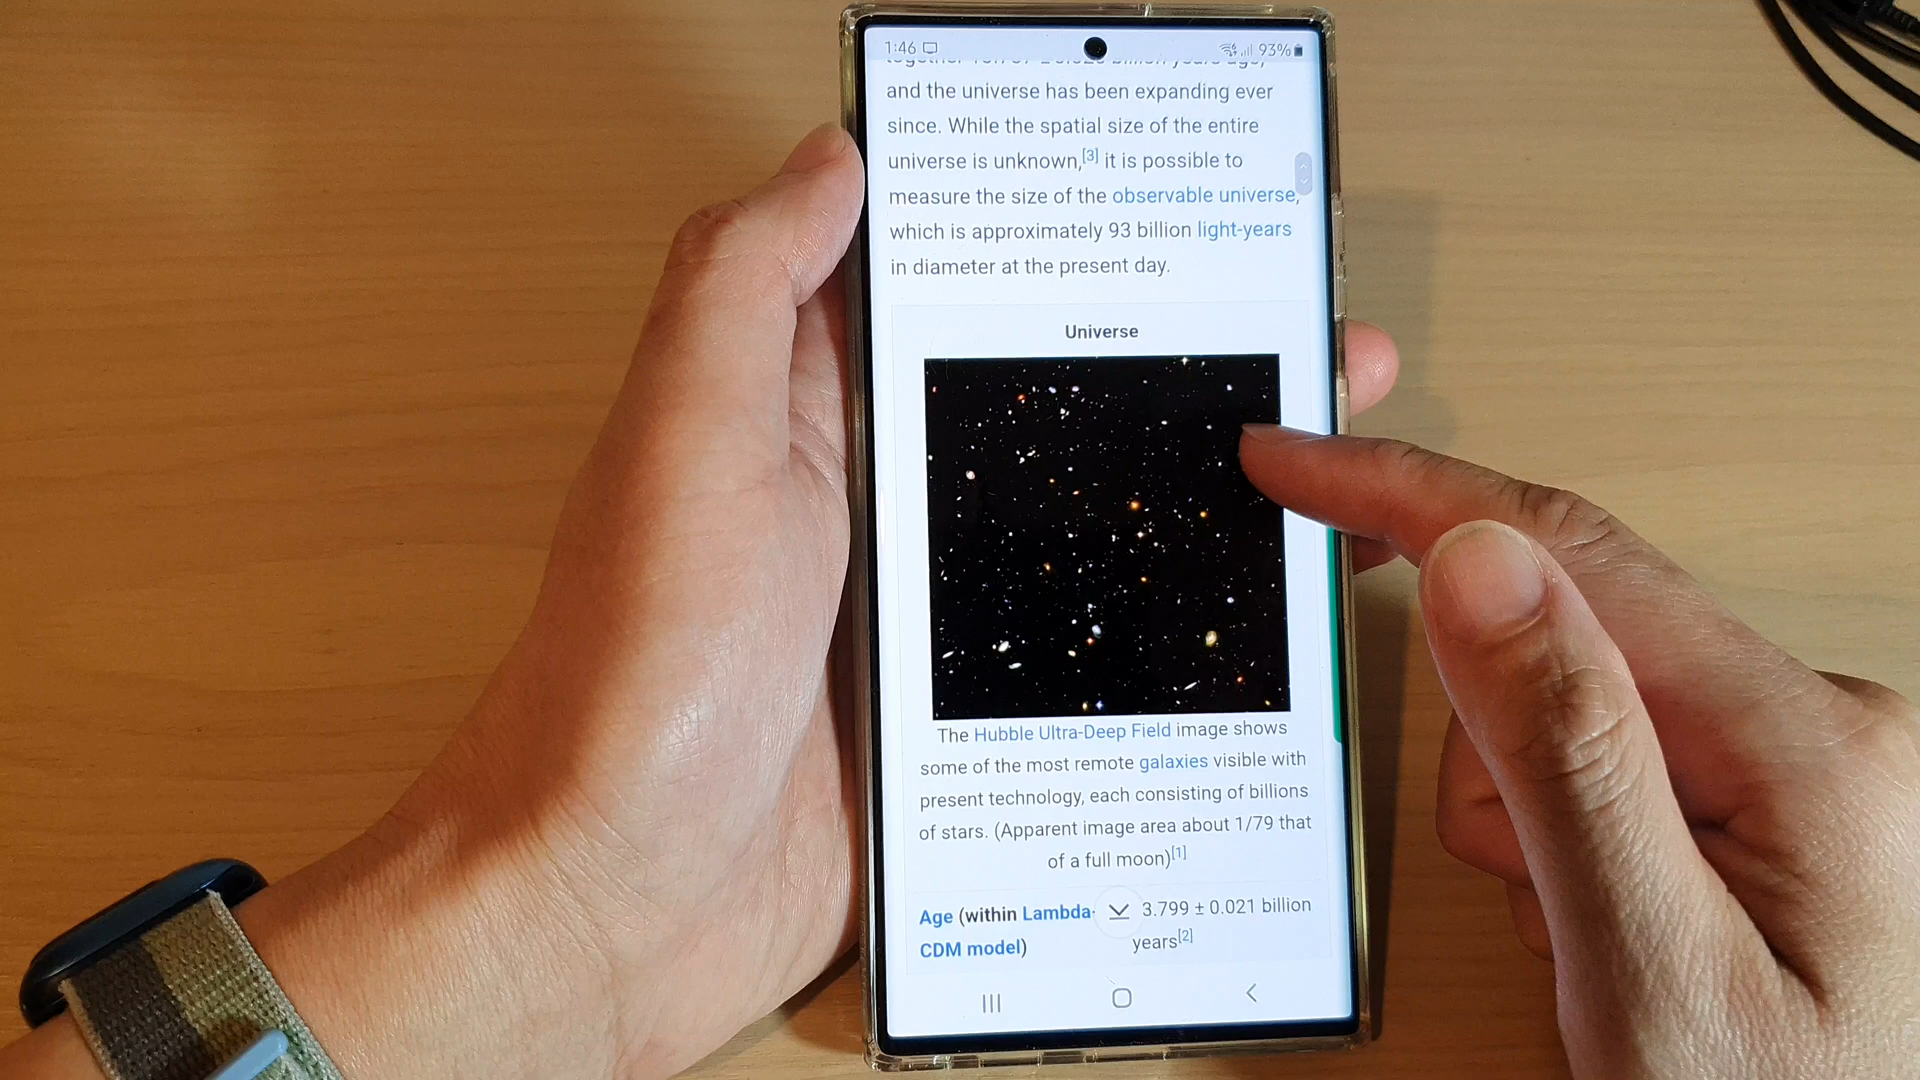 1:46 93%
and the universe has been expanding ever
since. While the spatial size of the entire
universe is unknown,[3] it is possible to
measure the size of the observable universe,
which is approximately 93 billion light-years
in diameter at the present day.
Universe
The Hubble Ultra-Deep Field image shows
some of the most remote galaxies visible with
present technology, each consisting of billions
of stars. (Apparent image area about 1/79 that
of a full moon)[1]
Age (within Lambda- 3.799 ± 0.021 billion
CDM model) years[2]